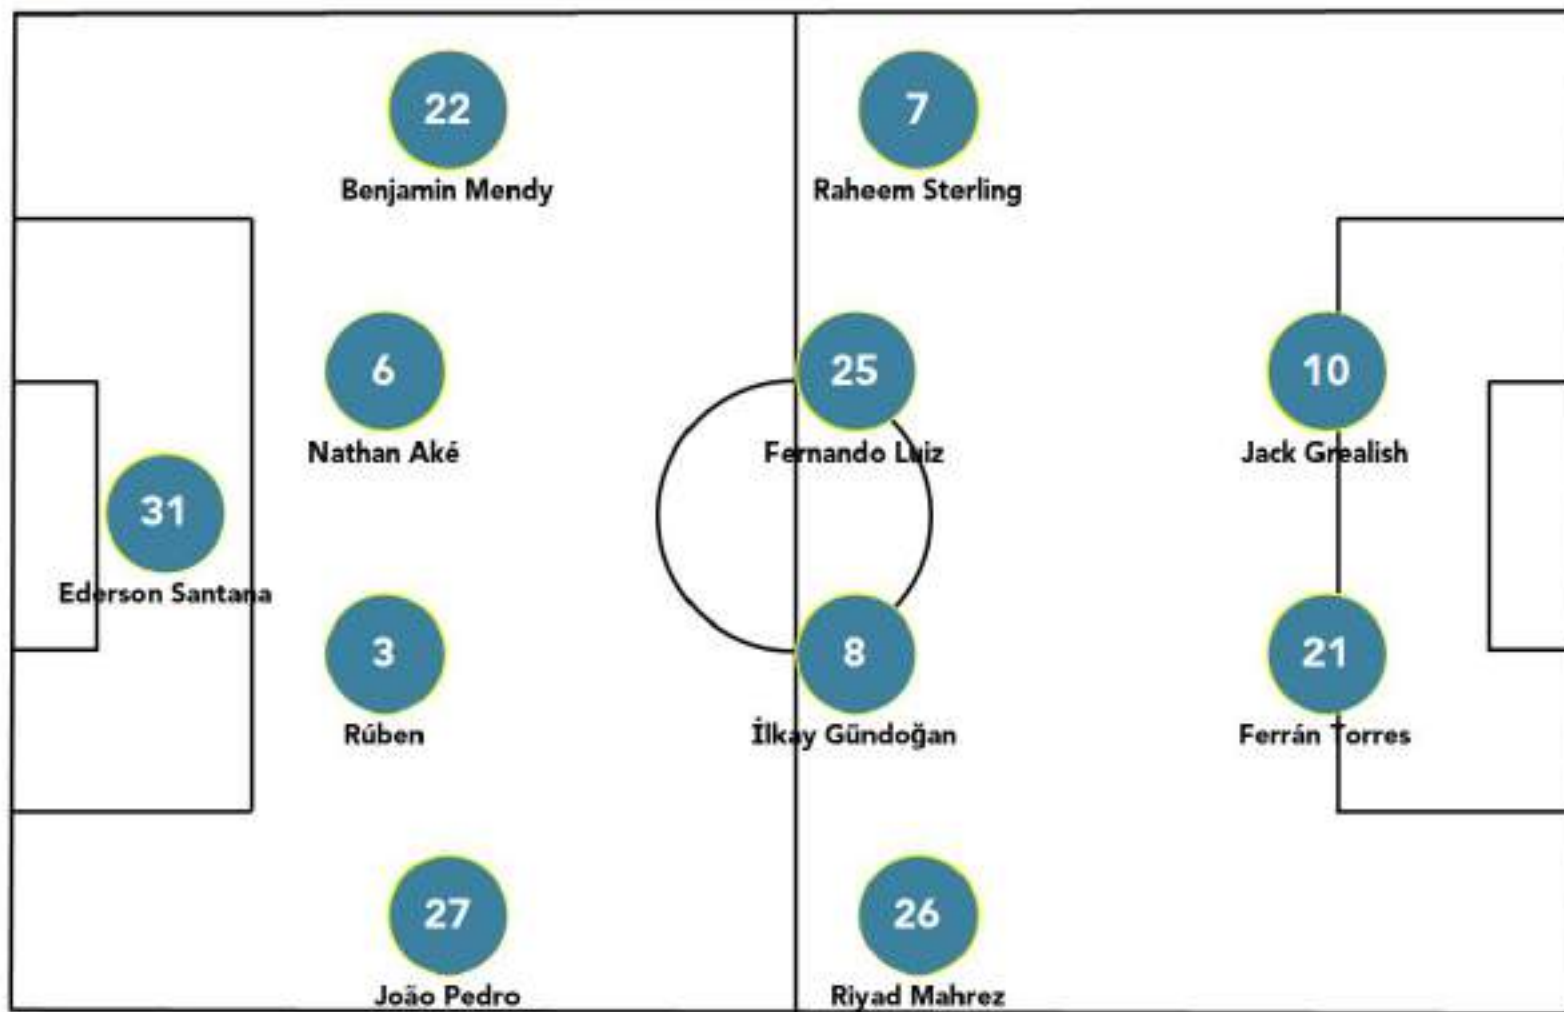 22
Benjamin Mendy
7
Raheem Sterling
6
Nathan Aké
25
Fernando Luiz
10
Jack Grealish
31
Ederson Santana
3
Rúben
8
İlkay Gündoğan
21
Ferrán Torres
27
João Pedro
26
Riyad Mahrez